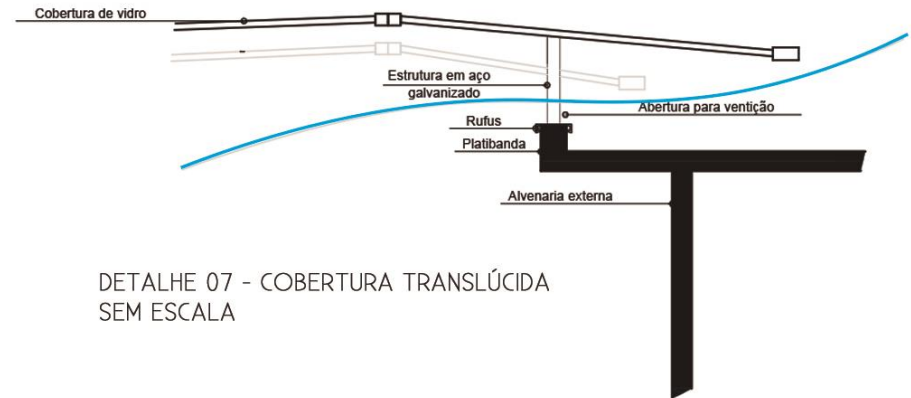 Cobertura de vidro
Estrutura em aço
galvanizado
Abertura para ventição
Rufus
Platibanda
Alvenaria externa
DETALHE 07 - COBERTURA TRANSLÚCIDA
SEM ESCALA